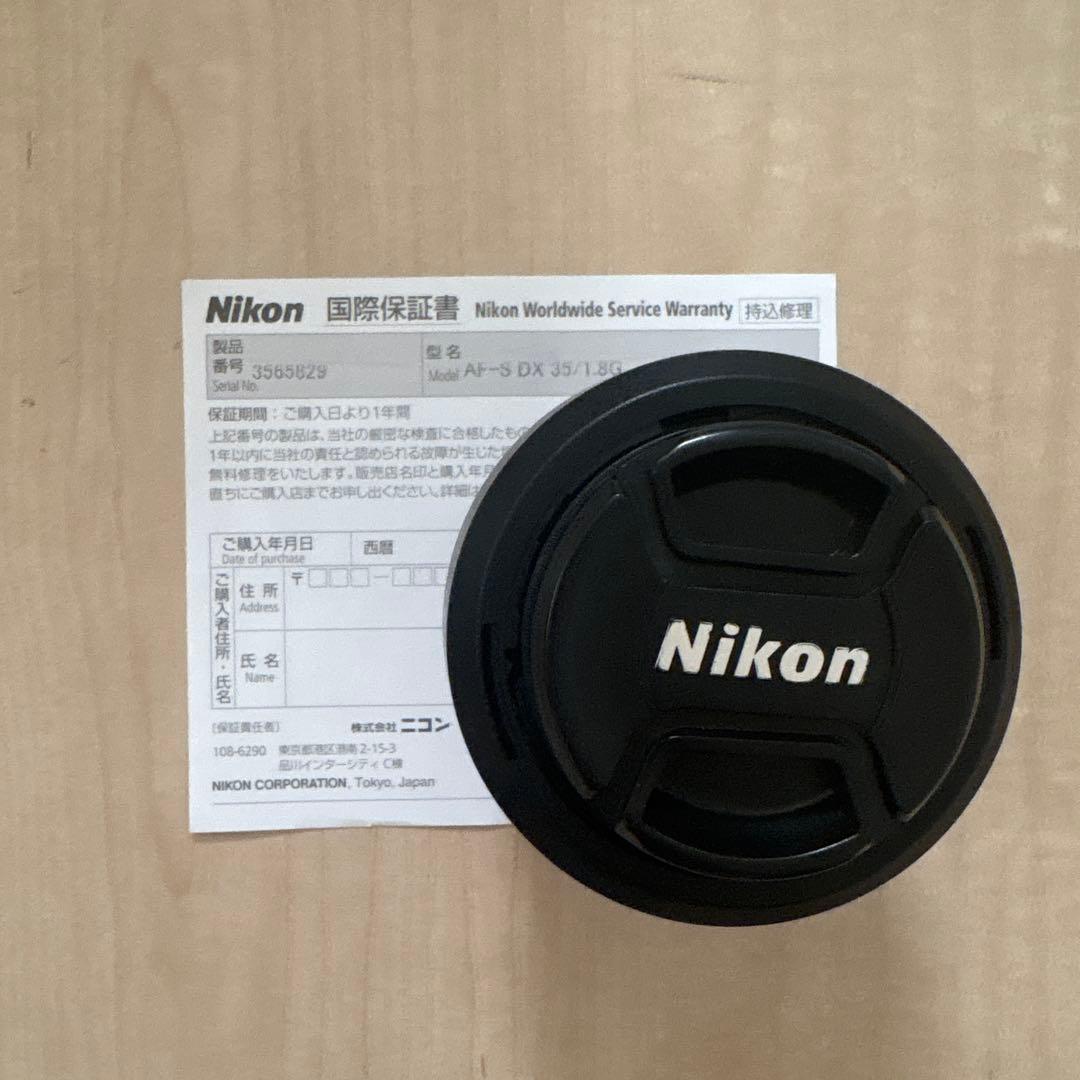 Nikon 国際保証書 Nikon Worldwide Service Warranty 持込修理
製品
番号 3565829
Serial No.
型名
Model AF-S DX 35/1.8G
保証期間：ご購入日より1年間
上記番号の製品は、当社の厳密な検査に合格したもの
1年以内に当社の責任と認められる故障が生じた
無料修理をいたします。販売店名印と購入年月
直ちにご購入店までお申し出ください。詳細は
ご購入年月日 西暦
Date of purchase
ご購入者住所・氏名
住所 〒
Address
氏名
Name
〔保証責任者〕 株式会社 ニコン
108-6290 東京都港区港南2-15-3
品川インターシティC棟
NIKON CORPORATION, Tokyo, Japan
Nikon